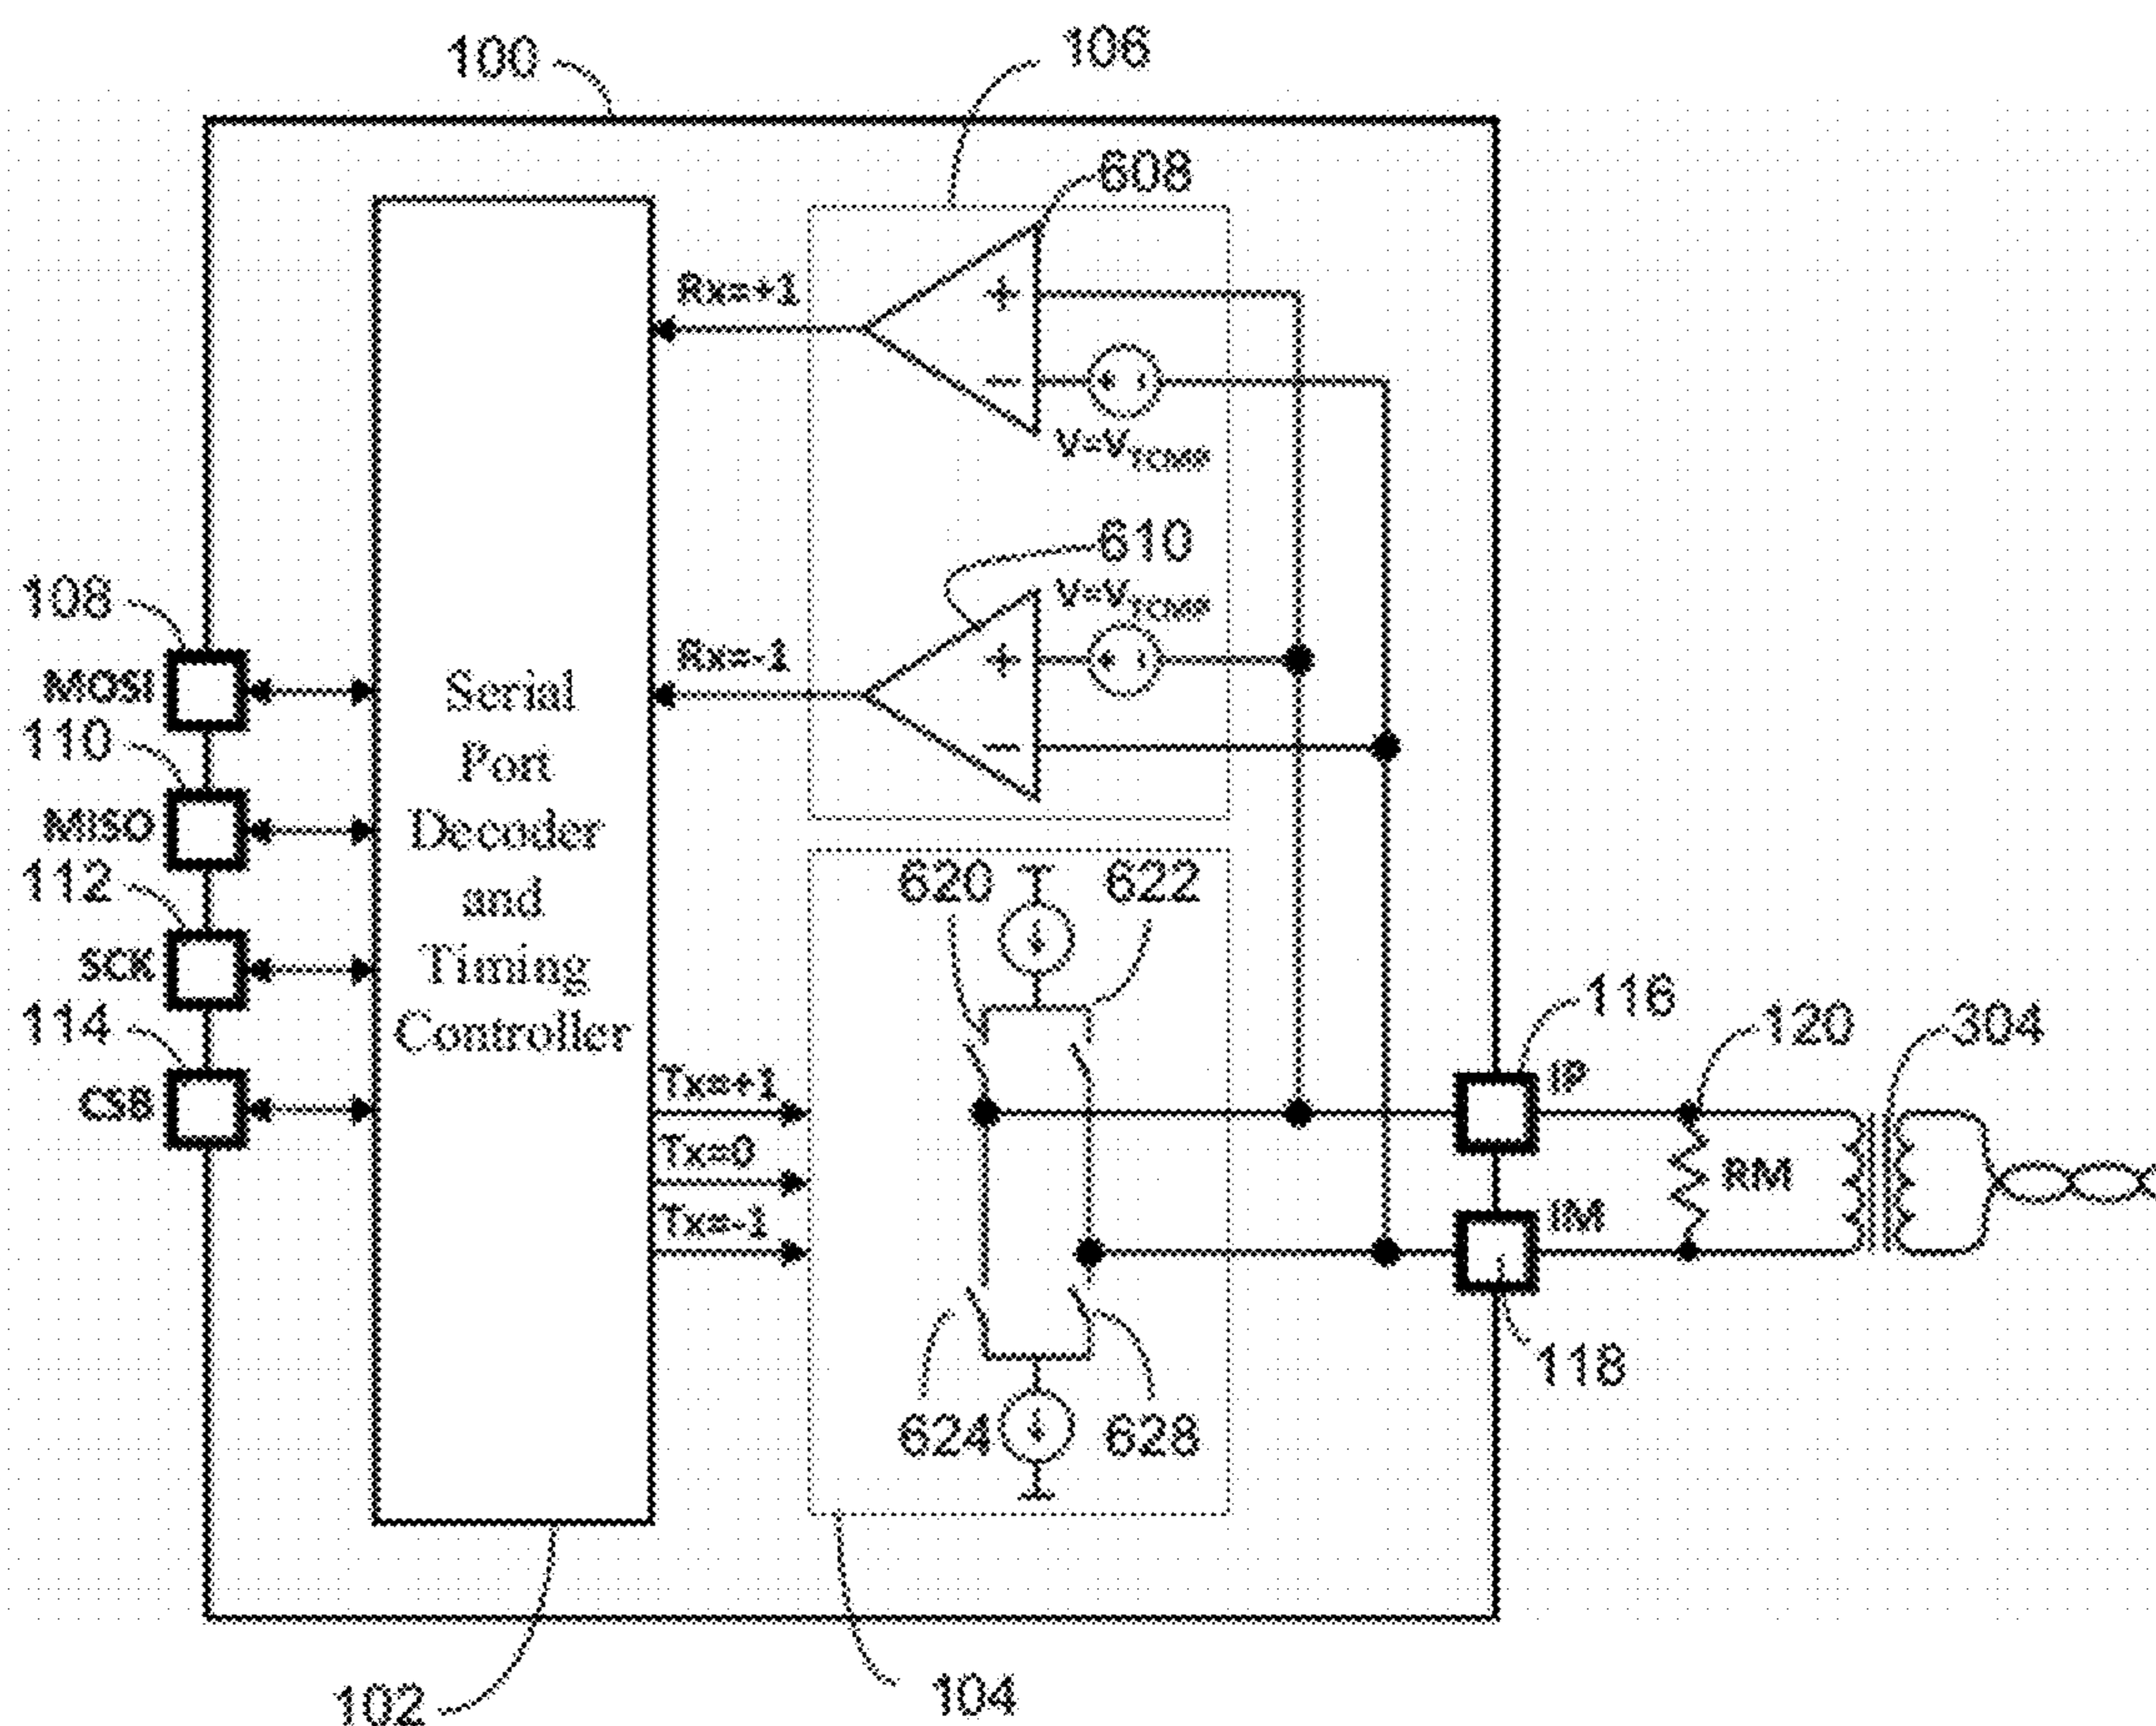 100
106
608
Rx=+1
+
−
V=VTCMP
610
V=VTCMP
Rx=-1
+
−
108
MOSI
110
MISO
112
SCK
114
CSB
Serial
Port
Decoder
and
Timing
Controller
620
622
Tx=+1
Tx=0
Tx=-1
624
628
116
IP
120
304
RM
IM
118
102
104